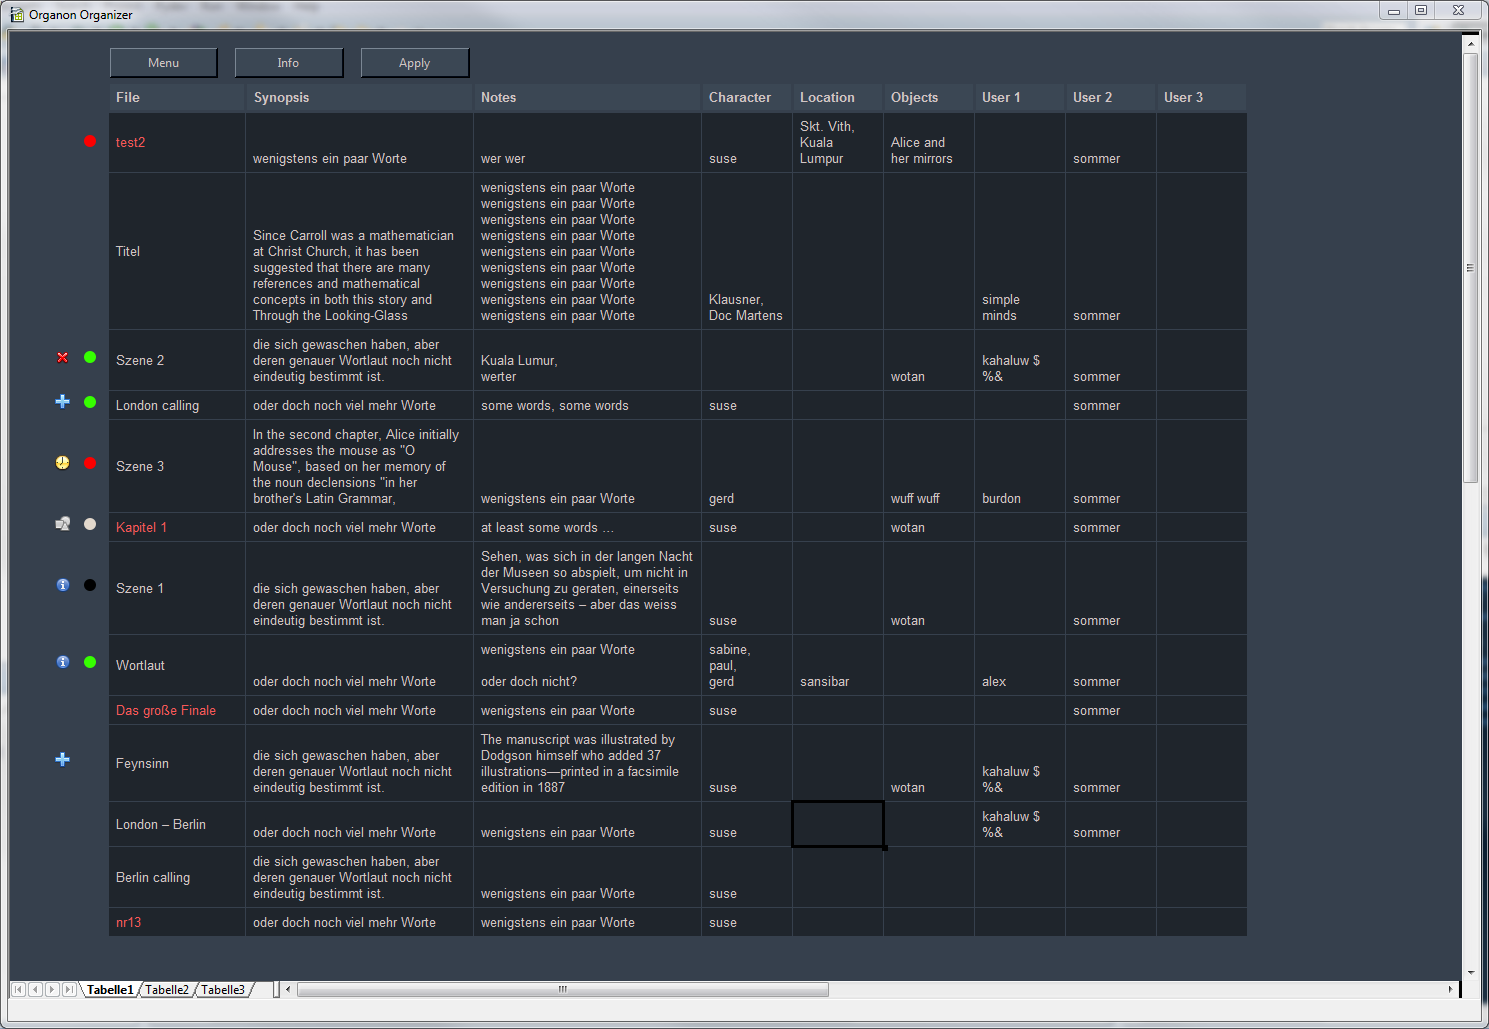 Organon Organizer
Menu Info Apply
File Synopsis Notes Character Location Objects User 1 User 2 User 3
test2
wenigstens ein paar Worte
wer wer
suse
Skt. Vith,
Kuala
Lumpur
Alice and
her mirrors
sommer
Titel
Since Carroll was a mathematician
at Christ Church, it has been
suggested that there are many
references and mathematical
concepts in both this story and
Through the Looking-Glass
wenigstens ein paar Worte
wenigstens ein paar Worte
wenigstens ein paar Worte
wenigstens ein paar Worte
wenigstens ein paar Worte
wenigstens ein paar Worte
wenigstens ein paar Worte
wenigstens ein paar Worte
wenigstens ein paar Worte
Klausner,
Doc Martens
simple
minds
sommer
Szene 2
die sich gewaschen haben, aber
deren genauer Wortlaut noch nicht
eindeutig bestimmt ist.
Kuala Lumur,
werter
wotan
kahaluw $
%&
sommer
London calling
oder doch noch viel mehr Worte
some words, some words
suse
sommer
Szene 3
In the second chapter, Alice initially
addresses the mouse as "O
Mouse", based on her memory of
the noun declensions "in her
brother's Latin Grammar,
wenigstens ein paar Worte
gerd
wuff wuff
burdon
sommer
Kapitel 1
oder doch noch viel mehr Worte
at least some words ...
suse
wotan
sommer
Szene 1
die sich gewaschen haben, aber
deren genauer Wortlaut noch nicht
eindeutig bestimmt ist.
Sehen, was sich in der langen Nacht
der Museen so abspielt, um nicht in
Versuchung zu geraten, einerseits
wie andererseits – aber das weiss
man ja schon
suse
wotan
sommer
Wortlaut
oder doch noch viel mehr Worte
wenigstens ein paar Worte
oder doch nicht?
sabine,
paul,
gerd
sansibar
alex
sommer
Das große Finale
oder doch noch viel mehr Worte
wenigstens ein paar Worte
suse
sommer
Feynsinn
die sich gewaschen haben, aber
deren genauer Wortlaut noch nicht
eindeutig bestimmt ist.
The manuscript was illustrated by
Dodgson himself who added 37
illustrations—printed in a facsimile
edition in 1887
suse
wotan
kahaluw $
%&
sommer
London – Berlin
oder doch noch viel mehr Worte
wenigstens ein paar Worte
suse
kahaluw $
%&
sommer
Berlin calling
die sich gewaschen haben, aber
deren genauer Wortlaut noch nicht
eindeutig bestimmt ist.
wenigstens ein paar Worte
suse
nr13
oder doch noch viel mehr Worte
wenigstens ein paar Worte
suse
Tabelle1 Tabelle2 Tabelle3